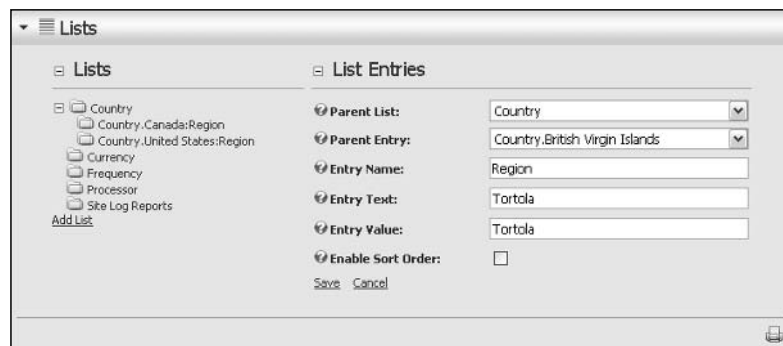 Lists
Lists
Country
Country.Canada:Region
Country.United States:Region
Currency
Frequency
Processor
Site Log Reports
Add List
List Entries
Parent List: Country
Parent Entry: Country.British Virgin Islands
Entry Name: Region
Entry Text: Tortola
Entry Value: Tortola
Enable Sort Order:
Save Cancel